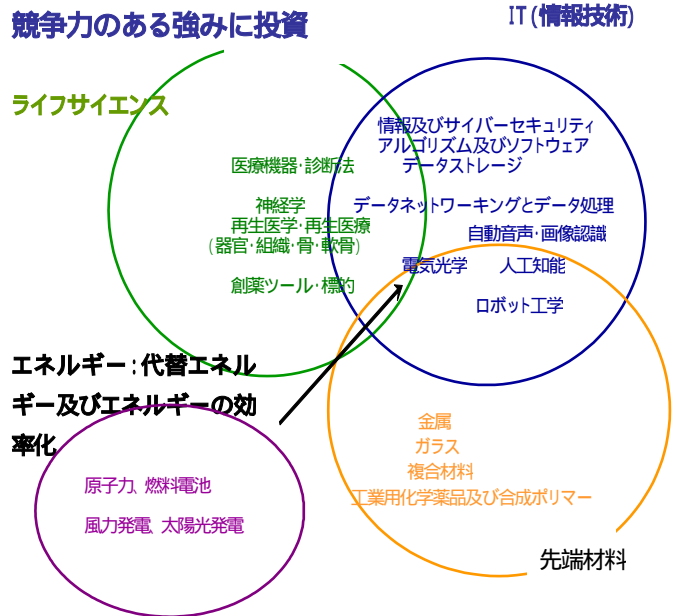 競争力のある強みに投資
IT(情報技術)
ライフサイエンス
情報及びサイバーセキュリティ
アルゴリズム及びソフトウェア
データストレージ
医療機器・診断法
神経学
再生医学・再生医療
(器官・組織・骨・軟骨)
創薬ツール・標的
データネットワーキングとデータ処理
自動音声・画像認識
電気光学 人工知能
ロボット工学
エネルギー:代替エネル
ギー及びエネルギーの効
率化
原子力、燃料電池
風力発電、太陽光発電
金属
ガラス
複合材料
工業用化学薬品及び合成ポリマー
先端材料